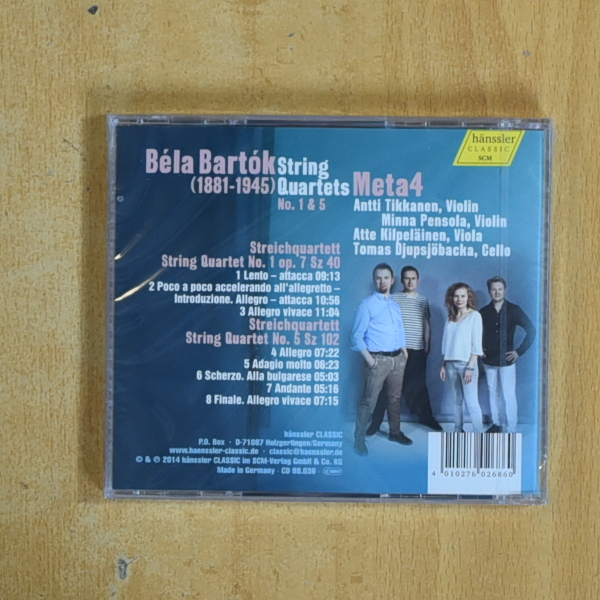 hänssler
CLASSIC
SCM
Béla Bartók
(1881-1945)
String
Quartets
No. 1 & 5
Meta4
Antti Tikkanen, Violin
Minna Pensola, Violin
Atte Kilpeläinen, Viola
Tomas Djupsjöbacka, Cello
Streichquartett
String Quartet No. 1 op. 7 Sz 40
1 Lento – attacca 09:13
2 Poco a poco accelerando all'allegretto –
Introduzione. Allegro – attacca 10:56
3 Allegro vivace 11:04
Streichquartett
String Quartet No. 5 Sz 102
4 Allegro 07:22
5 Adagio molto 06:23
6 Scherzo. Alla bulgarese 05:03
7 Andante 05:16
8 Finale. Allegro vivace 07:15
hänssler CLASSIC
P.O. Box · D-71087 Holzgerlingen/Germany
www.haenssler-classic.de · classic@haenssler.de
© & ℗ 2014 hänssler CLASSIC im SCM-Verlag GmbH & Co. KG
Made in Germany · CD 98.036
4 010276 026860